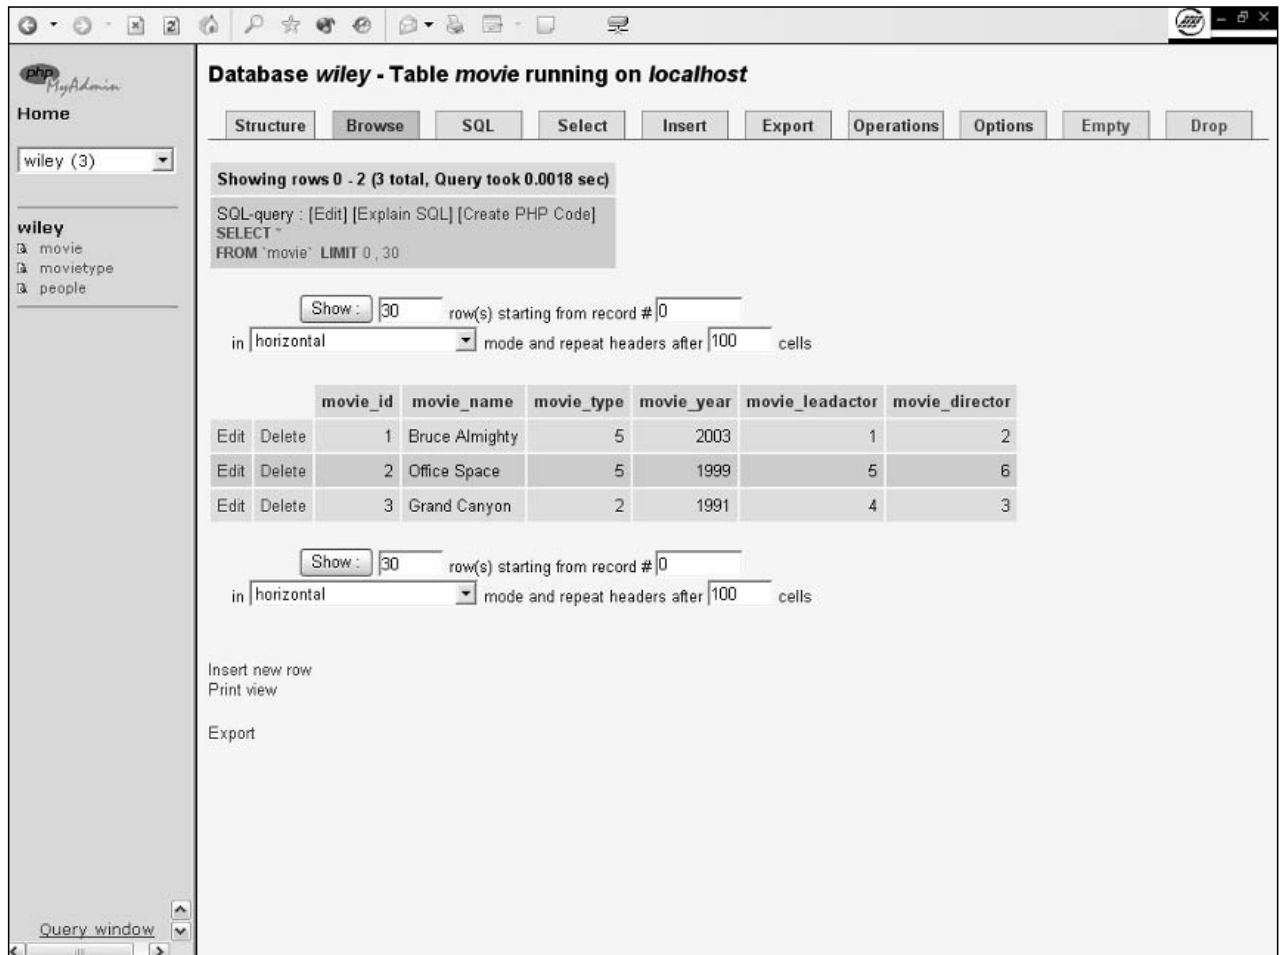 php
MyAdmin
Home
wiley (3)
wiley
movie
movietype
people
Query window
Database wiley - Table movie running on localhost
Structure Browse SQL Select Insert Export Operations Options Empty Drop
Showing rows 0 - 2 (3 total, Query took 0.0018 sec)
SQL-query : [Edit] [Explain SQL] [Create PHP Code]
SELECT *
FROM `movie` LIMIT 0 , 30
Show : 30 row(s) starting from record # 0
in horizontal mode and repeat headers after 100 cells
movie_id movie_name movie_type movie_year movie_leadactor movie_director
Edit Delete 1 Bruce Almighty 5 2003 1 2
Edit Delete 2 Office Space 5 1999 5 6
Edit Delete 3 Grand Canyon 2 1991 4 3
Show : 30 row(s) starting from record # 0
in horizontal mode and repeat headers after 100 cells
Insert new row
Print view
Export